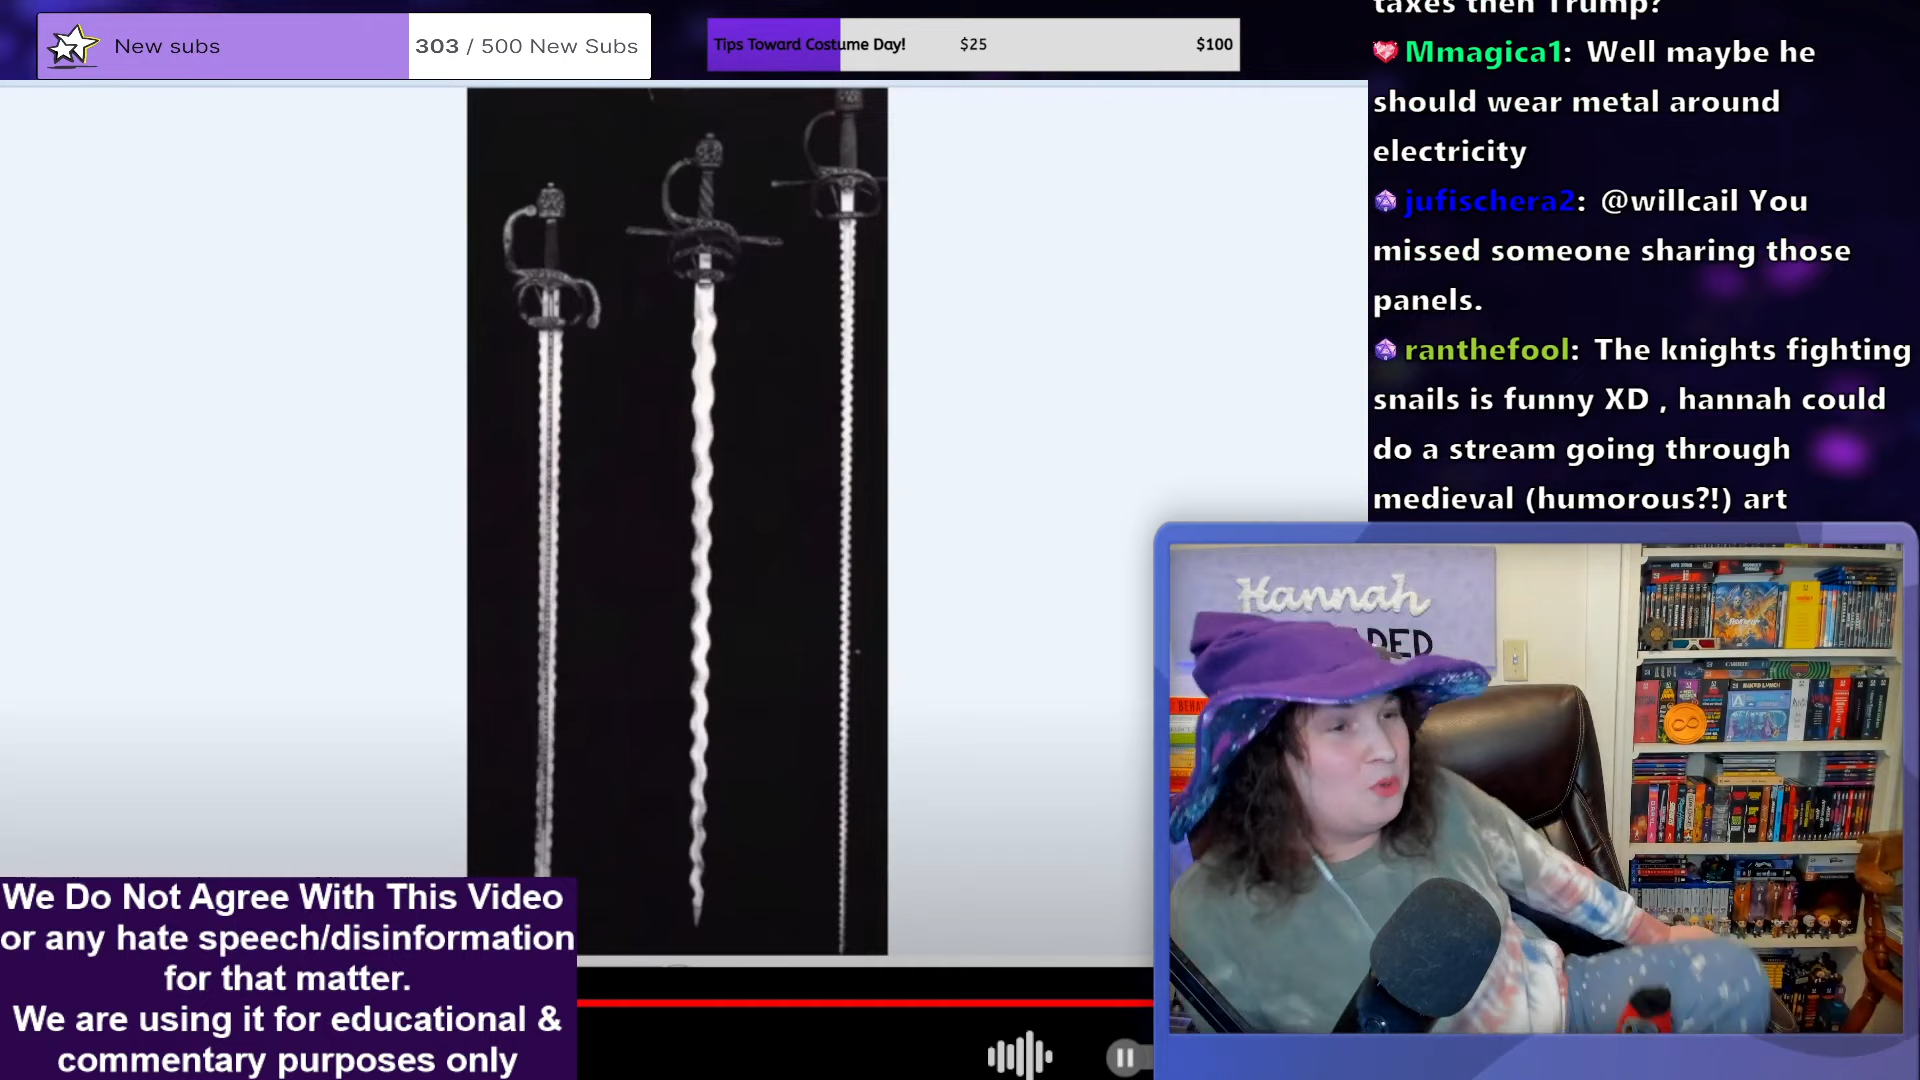 New subs
303 / 500 New Subs
Tips Toward Costume Day!
$25
$100
taxes then Trump?
Mmagica1: Well maybe he
should wear metal around
electricity
jufischera2: @willcail You
missed someone sharing those
panels.
ranthefool: The knights fighting
snails is funny XD , hannah could
do a stream going through
medieval (humorous?!) art
Hannah
We Do Not Agree With This Video
or any hate speech/disinformation
for that matter.
We are using it for educational &
commentary purposes only